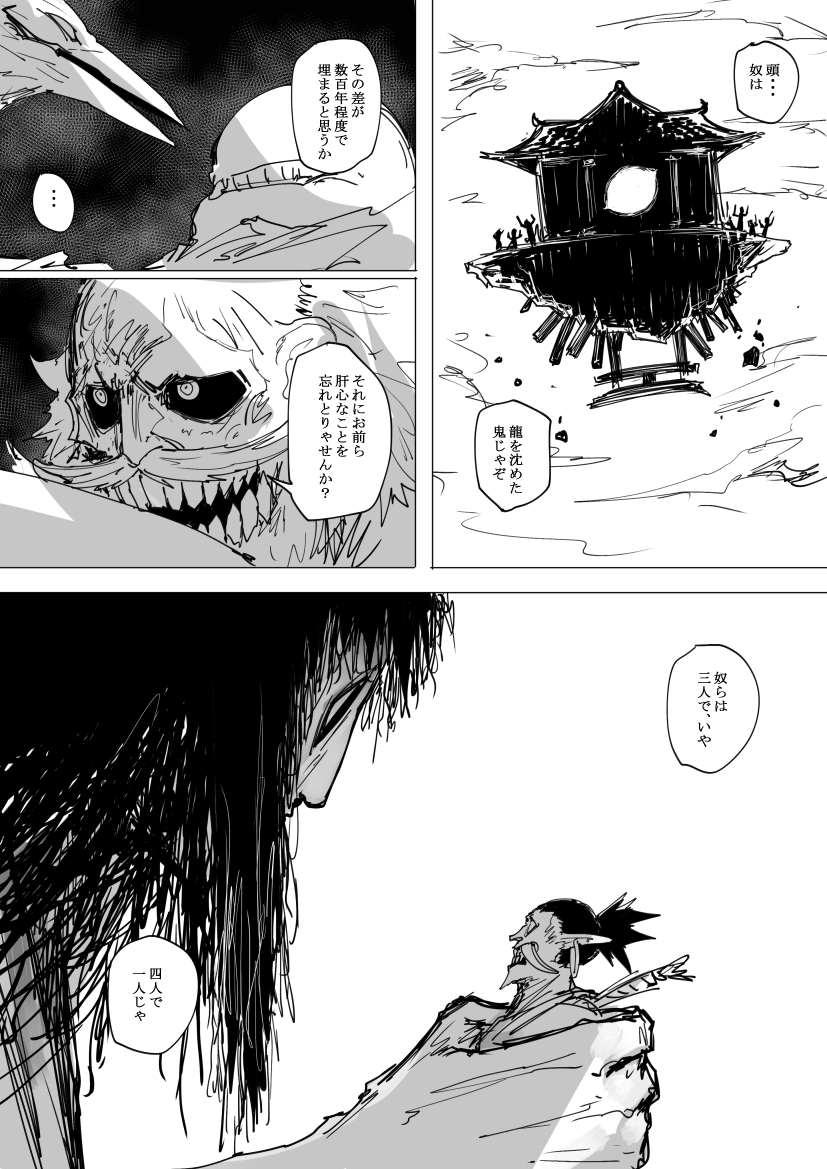 頭…
奴は
龍を沈めた
鬼じゃぞ
その差が
数百年程度で
埋まると思うか
…
それにお前ら
肝心なことを
忘れとりゃせんか？
奴らは
三人で、いや
四人で
一人じゃ